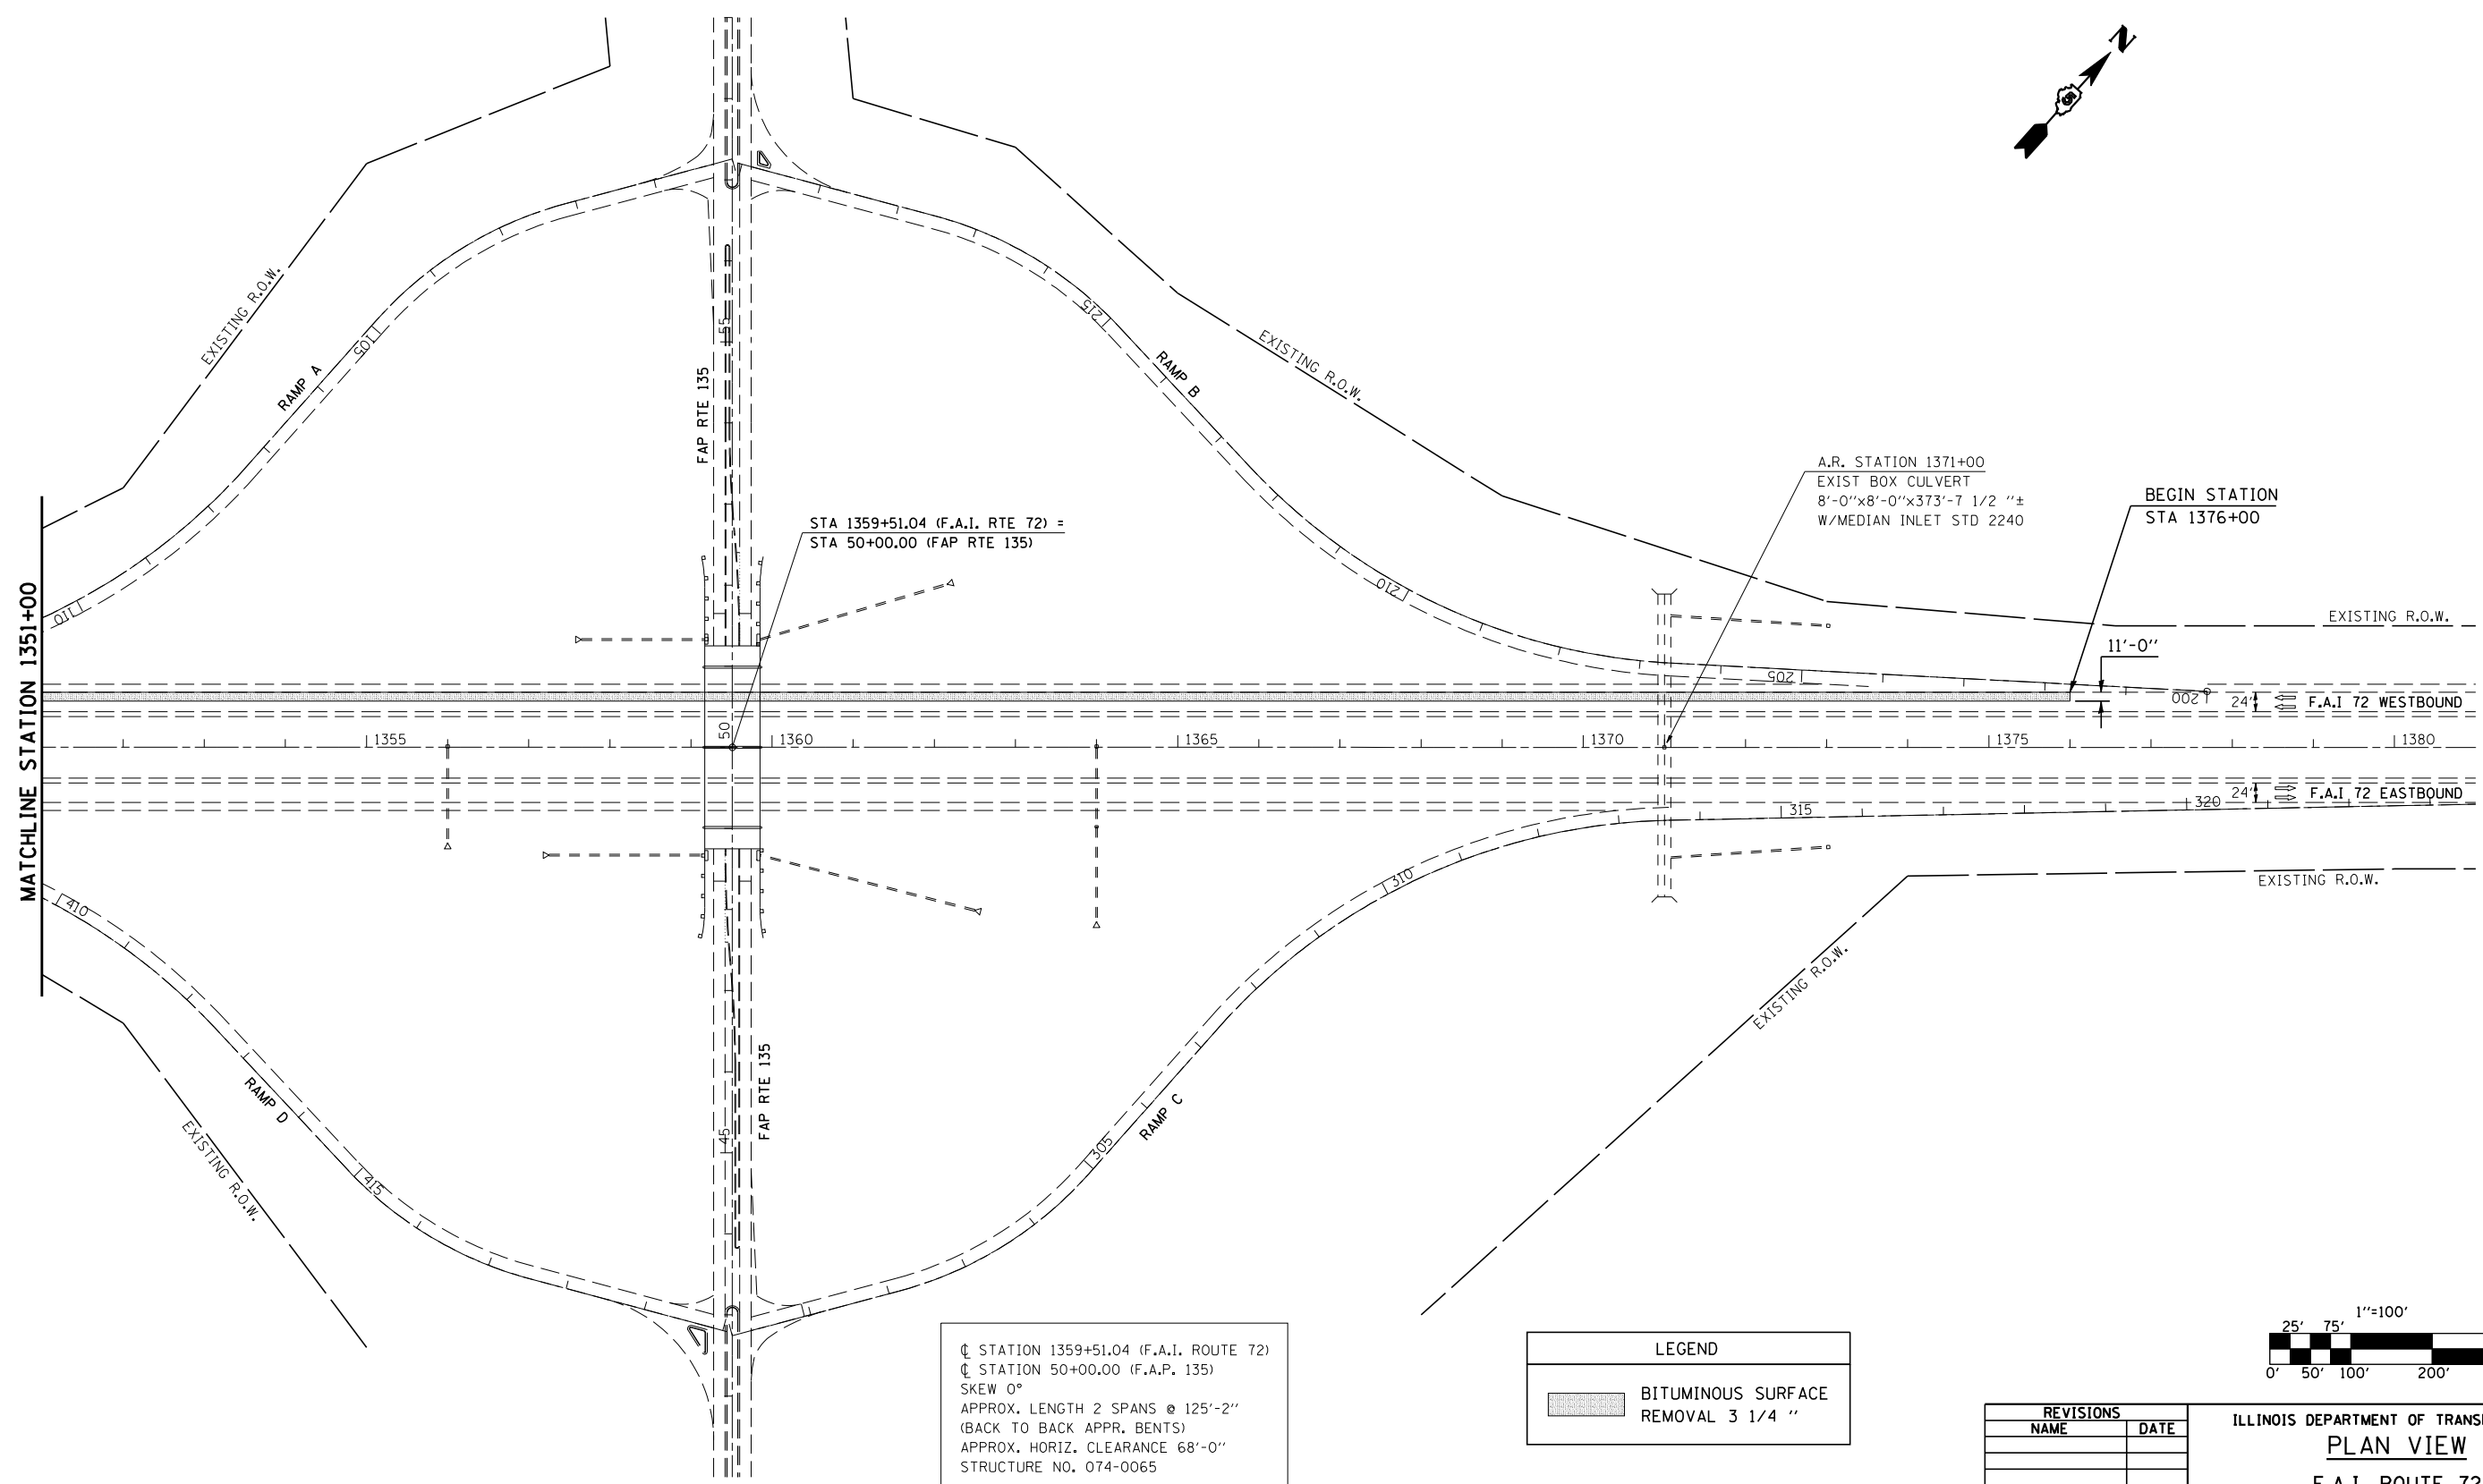 N
5
EXISTING R.O.W.
RAMP A
105
110
FAP RTE 135
55
215
RAMP B
EXISTING R.O.W.
210
A.R. STATION 1371+00
EXIST BOX CULVERT
8'-0"x8'-0"x373'-7 1/2 "±
W/MEDIAN INLET STD 2240
BEGIN STATION
STA 1376+00
STA 1359+51.04 (F.A.I. RTE 72) =
STA 50+00.00 (FAP RTE 135)
MATCHLINE STATION 1351+00
EXISTING R.O.W.
11'-0"
205
200
24'
F.A.I 72 WESTBOUND
50
1355
1360
1365
1370
1375
1380
24'
F.A.I 72 EASTBOUND
315
320
310
EXISTING R.O.W.
410
EXISTING R.O.W.
RAMP D
FAP RTE 135
45
305
RAMP C
EXISTING R.O.W.
415
℄ STATION 1359+51.04 (F.A.I. ROUTE 72)
℄ STATION 50+00.00 (F.A.P. 135)
SKEW 0°
APPROX. LENGTH 2 SPANS @ 125'-2"
(BACK TO BACK APPR. BENTS)
APPROX. HORIZ. CLEARANCE 68'-0"
STRUCTURE NO. 074-0065
LEGEND
BITUMINOUS SURFACE
REMOVAL 3 1/4 "
1"=100'
25' 75'
0' 50' 100' 200'
REVISIONS
NAME DATE
ILLINOIS DEPARTMENT OF
PLAN VIEW
F.A.I. ROUTE 72